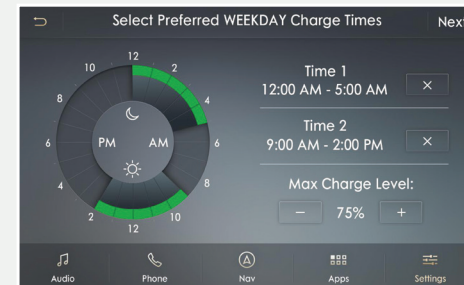 Select Preferred WEEKDAY Charge Times
Next
12
10
2
8
4
6
PM
AM
6
4
8
2
10
12
Time 1
12:00 AM - 5:00 AM
Time 2
9:00 AM - 2:00 PM
Max Charge Level:
75%
Audio
Phone
Nav
Apps
Settings